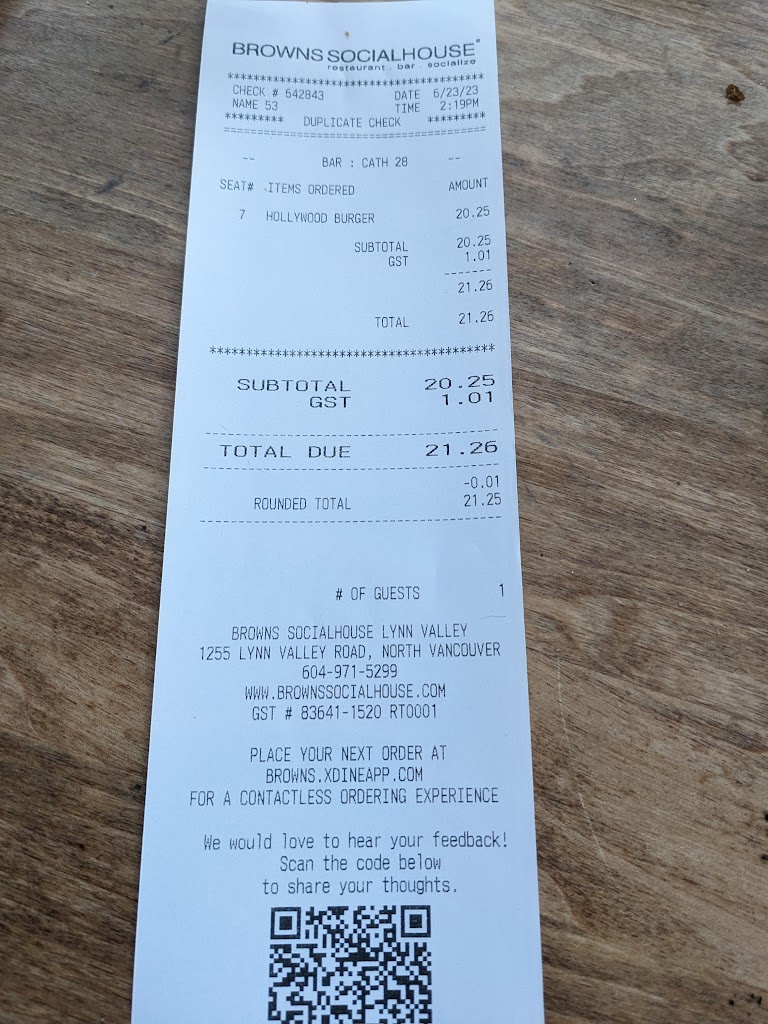 BROWNS SOCIALHOUSE®
restaurant . bar . socialize
***************************************
CHECK # 642843 DATE 6/23/23
NAME 53 TIME 2:19PM
********* DUPLICATE CHECK *********
=======================================
-- BAR : CATH 28 --
SEAT# ITEMS ORDERED AMOUNT
7 HOLLYWOOD BURGER 20.25
SUBTOTAL 20.25
GST 1.01
-------
21.26
TOTAL 21.26
***************************************
SUBTOTAL 20.25
GST 1.01
---------------------------------------
TOTAL DUE 21.26
---------------------------------------
-0.01
ROUNDED TOTAL 21.25
---------------------------------------
# OF GUESTS 1
BROWNS SOCIALHOUSE LYNN VALLEY
1255 LYNN VALLEY ROAD, NORTH VANCOUVER
604-971-5299
WWW.BROWNSSOCIALHOUSE.COM
GST # 83641-1520 RT0001
PLACE YOUR NEXT ORDER AT
BROWNS.XDINEAPP.COM
FOR A CONTACTLESS ORDERING EXPERIENCE
We would love to hear your feedback!
Scan the code below
to share your thoughts.